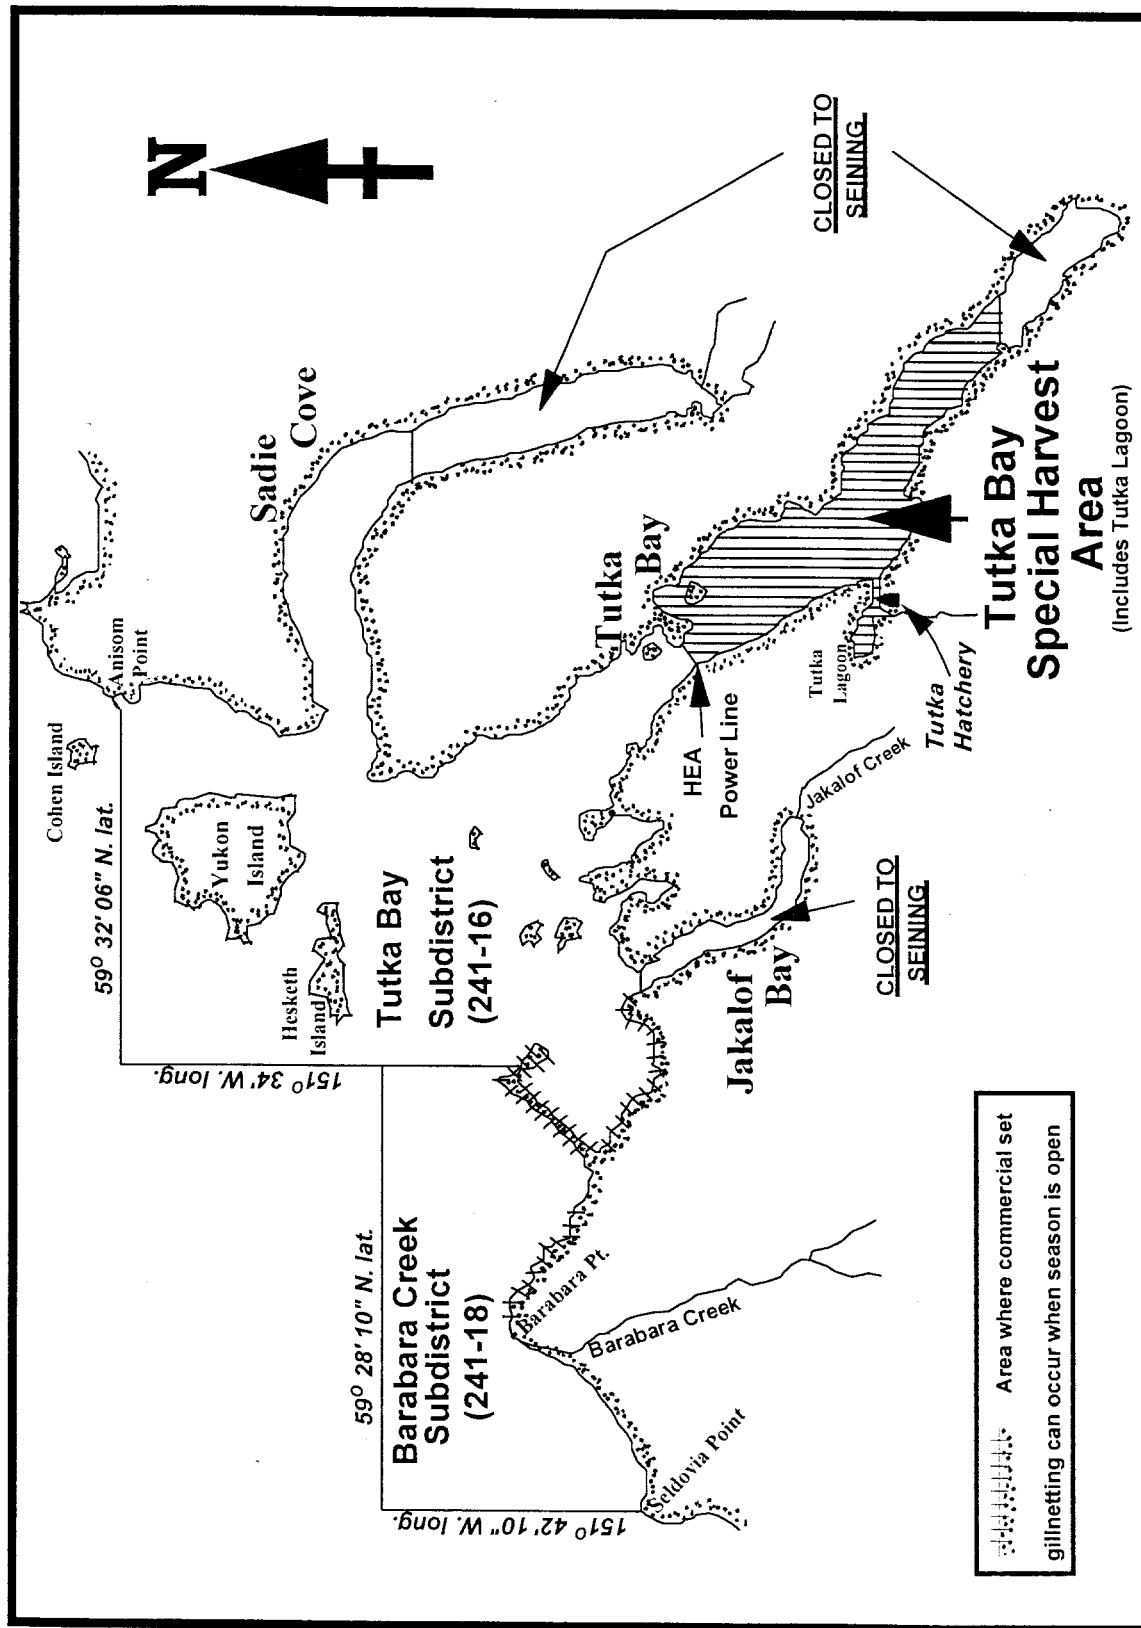 N
Cohen Island
Anisom
Point
59° 32' 06" N. lat.
Yukon
Island
Sadie
Cove
CLOSED TO
SEINING
Hesketh
Island
151° 34' W. long.
Tutka Bay
Subdistrict
(241-16)
59° 28' 10" N. lat.
Barabara Creek
Subdistrict
(241-18)
Tutka
Bay
HEA
Power Line
Barabara Pt.
Barabara Creek
Seldovia Point
151° 42' 10" W. long.
Jakalof
Bay
Jakalof Creek
CLOSED TO
SEINING
Tutka
Lagoon
Tutka
Hatchery
Tutka Bay
Special Harvest
Area
(Includes Tutka Lagoon)
Area where commercial set
gillnetting can occur when season is open